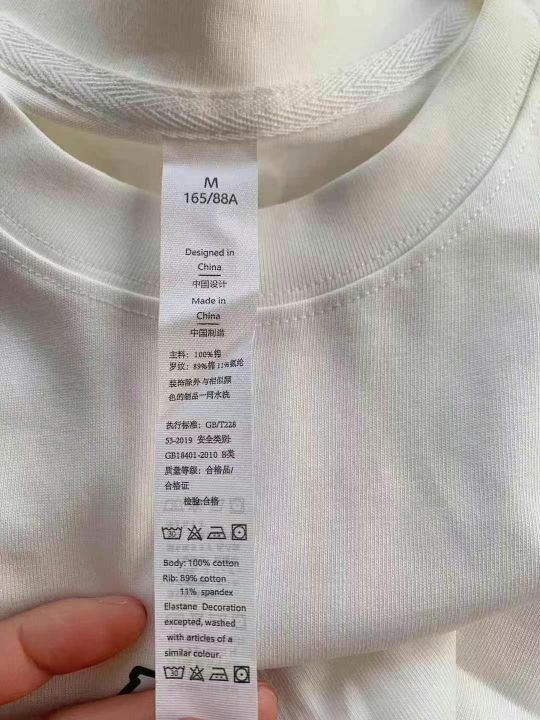 M
165/88A
Designed in
China
中国设计
Made in
China
中国制造
主料：100%棉
罗纹：89%棉 11%氨纶
装饰除外与相似颜
色的制品一同水洗
执行标准：GB/T228
53-2019 安全类别:
GB18401-2010 B类
质量等级：合格品/
合格证
检验:合格
30
Body: 100% cotton
Rib: 89% cotton
11% spandex
Elastane Decoration
excepted, washed
with articles of a
similar colour.
30